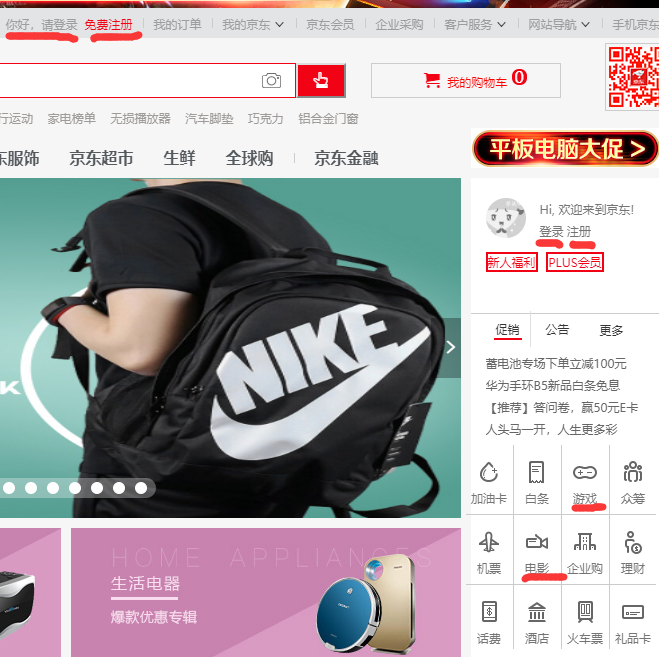 你好，请登录 免费注册 我的订单 我的京东 京东会员 企业采购 客户服务 网站导航 手机京东
我的购物车 0
行运动 家电榜单 无损播放器 汽车脚垫 巧克力 铝合金门窗
东服饰 京东超市 生鲜 全球购 京东金融
平板电脑大促 >
Hi, 欢迎来到京东!
登录 注册
新人福利 PLUS会员
NIKE
K
促销 公告 更多
蓄电池专场下单立减100元
华为手环B5新品白条免息
【推荐】答问卷，赢50元E卡
人头马一开，人生更多彩
加油卡 白条 游戏 众筹
机票 电影 企业购 理财
话费 酒店 火车票 礼品卡
HOME APPLIANCES
生活电器
爆款优惠专辑